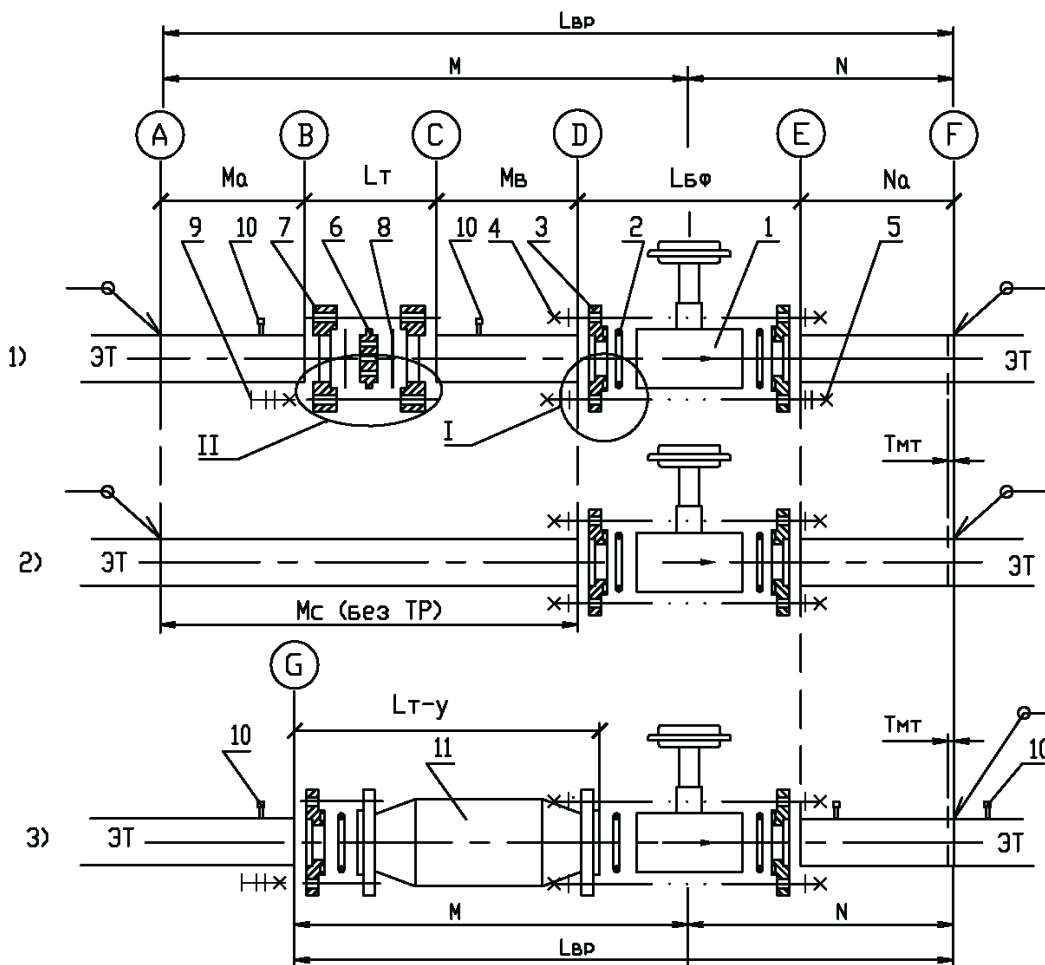 Lвр
M N
A B C D E F
Ma Lт Mв Lбф Na
9 10 7 6 8 10 4 3 2 1 5
1) ЭТ ЭТ
II I
Tмт
2) ЭТ ЭТ
Mc (без ТР)
G
Lт-у
Tмт
10 11 10
3) ЭТ ЭТ
M N
Lвр